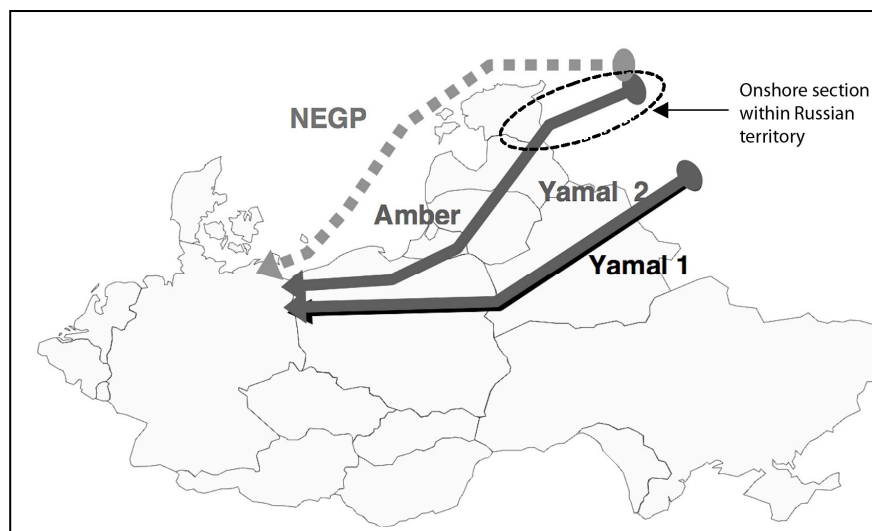 Onshore section
within Russian
territory
NEGP
Yamal 2
Amber
Yamal 1